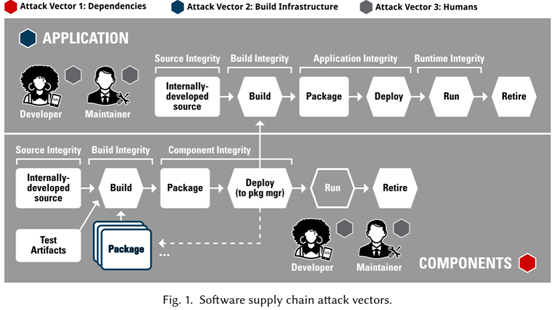 Attack Vector 1: Dependencies
Attack Vector 2: Build Infrastructure
Attack Vector 3: Humans
APPLICATION
Developer
Maintainer
Source Integrity
Build Integrity
Application Integrity
Runtime Integrity
Internally-
developed
source
Build
Package
Deploy
Run
Retire
Source Integrity
Build Integrity
Component Integrity
Internally-
developed
source
Build
Package
Deploy
(to pkg mgr)
Run
Retire
Test
Artifacts
Package
...
Developer
Maintainer
COMPONENTS
Fig. 1. Software supply chain attack vectors.